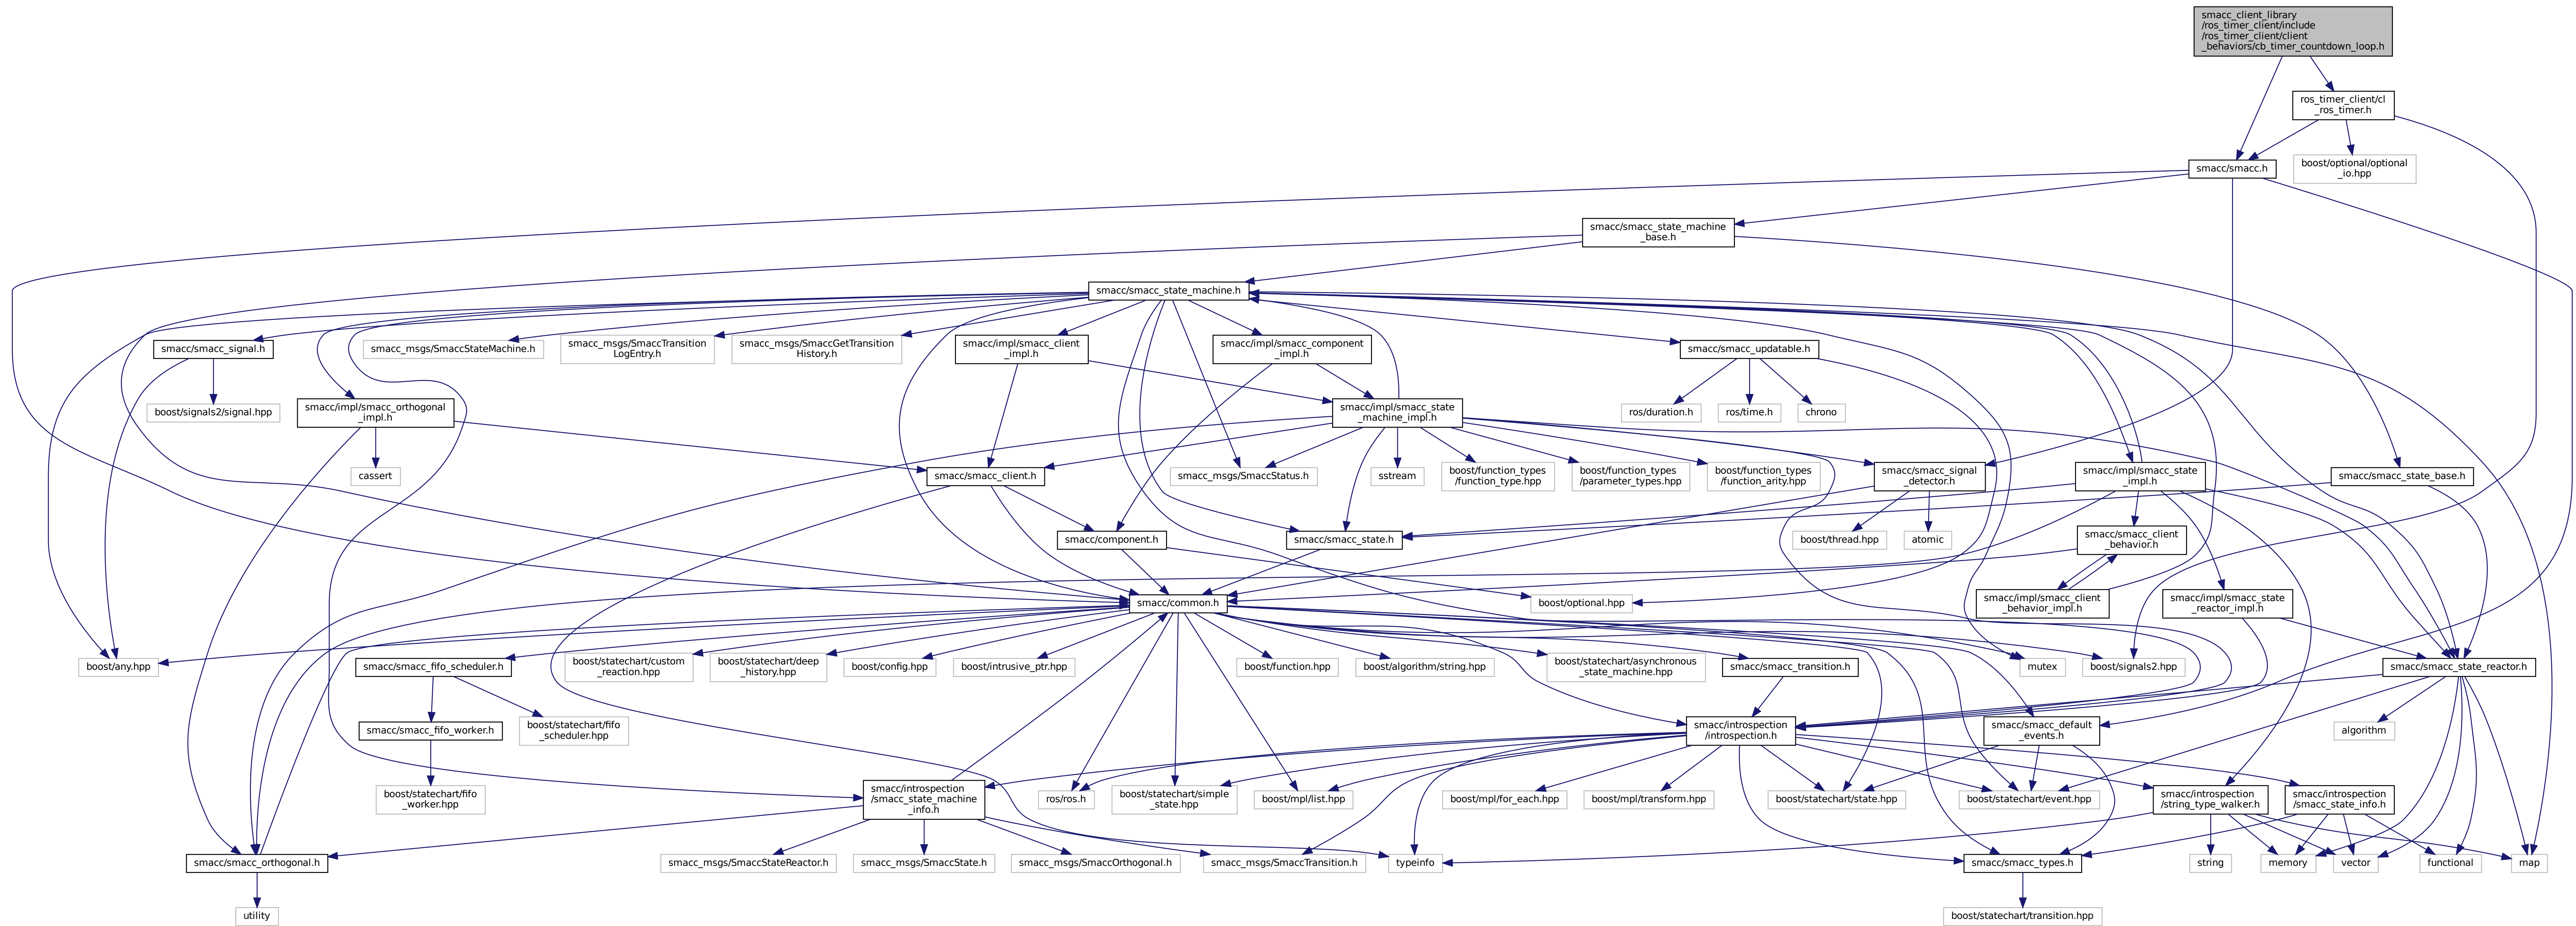 smacc_client_library
/ros_timer_client/include
/ros_timer_client/client
_behaviors/cb_timer_countdown_loop.h
ros_timer_client/cl
_ros_timer.h
smacc/smacc.h
boost/optional/optional
_io.hpp
smacc/smacc_state_machine
_base.h
smacc/smacc_state_machine.h
smacc/smacc_signal.h
smacc_msgs/SmaccStateMachine.h
smacc_msgs/SmaccTransition
LogEntry.h
smacc_msgs/SmaccGetTransition
History.h
smacc/impl/smacc_client
_impl.h
smacc/impl/smacc_component
_impl.h
smacc/smacc_updatable.h
boost/signals2/signal.hpp
smacc/impl/smacc_orthogonal
_impl.h
smacc/impl/smacc_state
_machine_impl.h
ros/duration.h
ros/time.h
chrono
cassert
smacc/smacc_client.h
smacc_msgs/SmaccStatus.h
sstream
boost/function_types
/function_type.hpp
boost/function_types
/parameter_types.hpp
boost/function_types
/function_arity.hpp
smacc/smacc_signal
_detector.h
smacc/impl/smacc_state
_impl.h
smacc/smacc_state_base.h
smacc/component.h
smacc/smacc_state.h
boost/thread.hpp
atomic
smacc/smacc_client
_behavior.h
smacc/common.h
boost/optional.hpp
smacc/impl/smacc_client
_behavior_impl.h
smacc/impl/smacc_state
_reactor_impl.h
boost/any.hpp
smacc/smacc_fifo_scheduler.h
boost/statechart/custom
_reaction.hpp
boost/statechart/deep
_history.hpp
boost/config.hpp
boost/intrusive_ptr.hpp
boost/function.hpp
boost/algorithm/string.hpp
boost/statechart/asynchronous
_state_machine.hpp
smacc/smacc_transition.h
mutex
boost/signals2.hpp
smacc/smacc_state_reactor.h
smacc/smacc_fifo_worker.h
boost/statechart/fifo
_scheduler.hpp
smacc/introspection
/introspection.h
smacc/smacc_default
_events.h
algorithm
boost/statechart/fifo
_worker.hpp
smacc/introspection
/smacc_state_machine
_info.h
ros/ros.h
boost/statechart/simple
_state.hpp
boost/mpl/list.hpp
boost/mpl/for_each.hpp
boost/mpl/transform.hpp
boost/statechart/state.hpp
boost/statechart/event.hpp
smacc/introspection
/string_type_walker.h
smacc/introspection
/smacc_state_info.h
smacc/smacc_orthogonal.h
smacc_msgs/SmaccStateReactor.h
smacc_msgs/SmaccState.h
smacc_msgs/SmaccOrthogonal.h
smacc_msgs/SmaccTransition.h
typeinfo
smacc/smacc_types.h
string
memory
vector
functional
map
utility
boost/statechart/transition.hpp